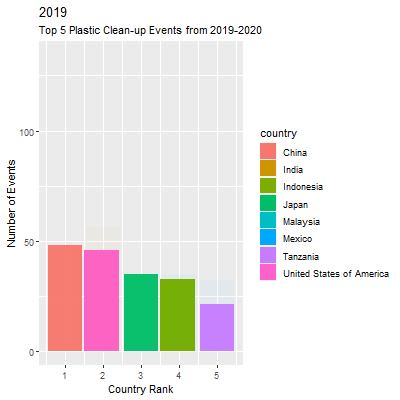 2019
Top 5 Plastic Clean-up Events from 2019-2020
Number of Events
100
50
0
1 2 3 4 5
Country Rank
country
China
India
Indonesia
Japan
Malaysia
Mexico
Tanzania
United States of America